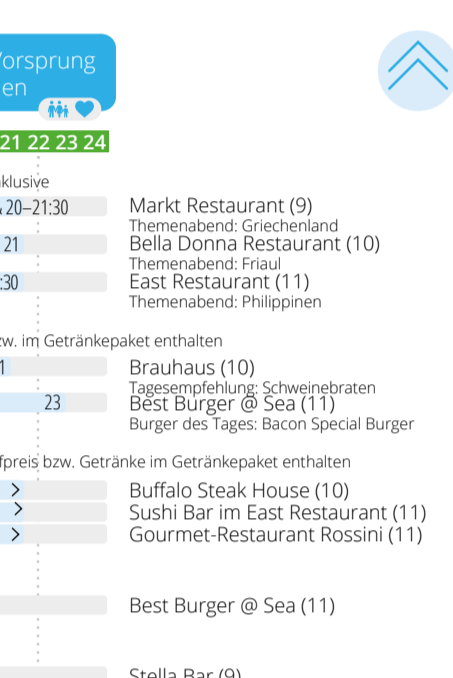 Vorsprung
en
21 22 23 24
klusive
& 20–21:30 Markt Restaurant (9)
Themenabend: Griechenland
21 Bella Donna Restaurant (10)
Themenabend: Friaul
:30 East Restaurant (11)
Themenabend: Philippinen
zw. im Getränkepaket enthalten
1 Brauhaus (10)
Tagesempfehlung: Schweinebraten
23 Best Burger @ Sea (11)
Burger des Tages: Bacon Special Burger
fpreis bzw. Getränke im Getränkepaket enthalten
Buffalo Steak House (10)
Sushi Bar im East Restaurant (11)
Gourmet-Restaurant Rossini (11)
Best Burger @ Sea (11)
Stella Bar (9)